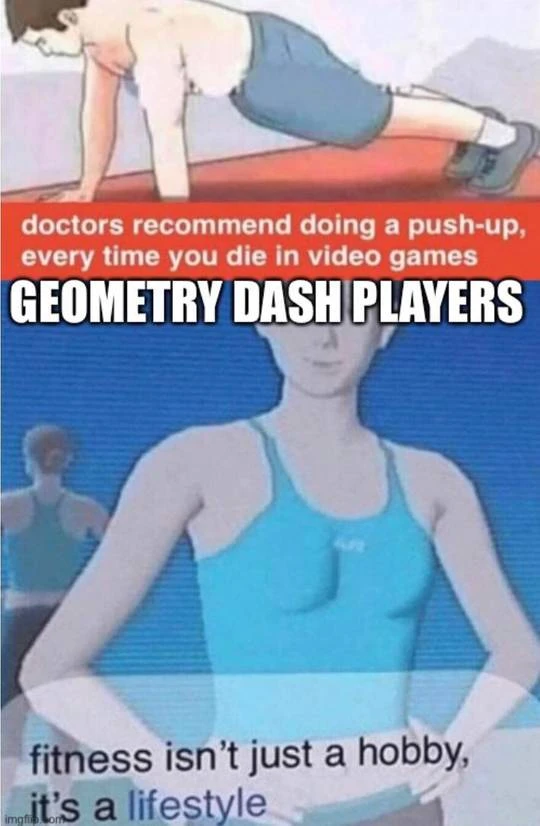 doctors recommend doing a push-up,
every time you die in video games
GEOMETRY DASH PLAYERS
fitness isn't just a hobby,
it's a lifestyle
imgflip.com